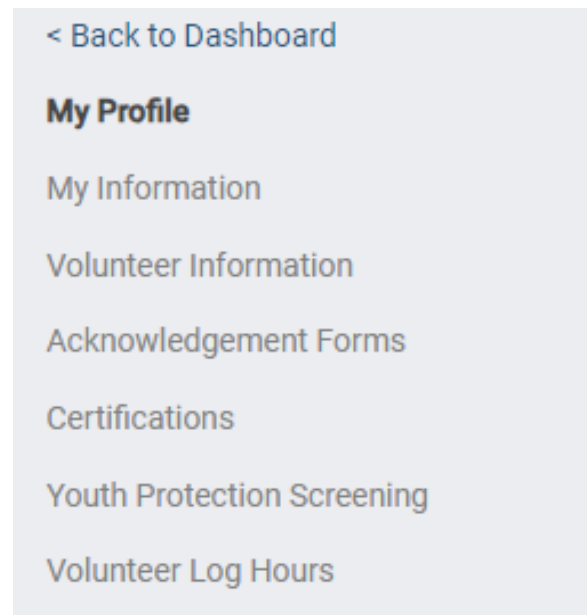 < Back to Dashboard
My Profile
My Information
Volunteer Information
Acknowledgement Forms
Certifications
Youth Protection Screening
Volunteer Log Hours